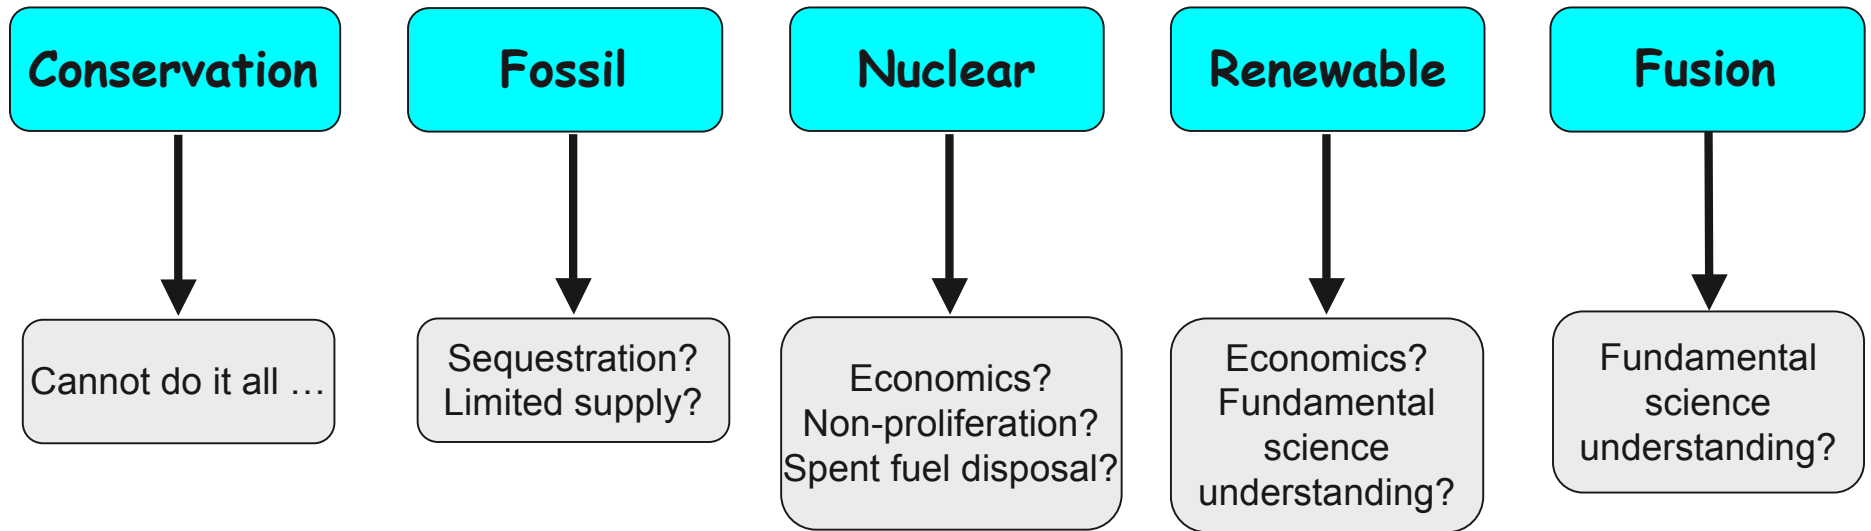 Conservation
Fossil
Nuclear
Renewable
Fusion
Cannot do it all …
Sequestration?
Limited supply?
Economics?
Non-proliferation?
Spent fuel disposal?
Economics?
Fundamental
science
understanding?
Fundamental
science
understanding?